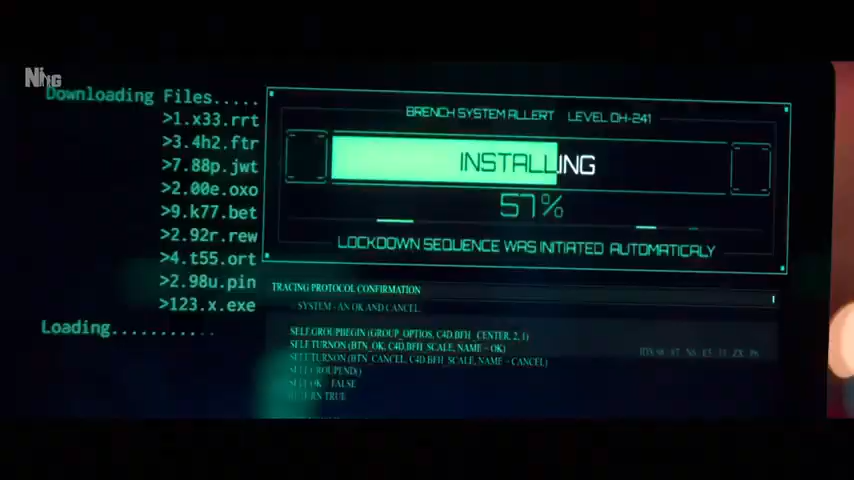 Downloading Files.....
>1.x33.rrt
>3.4h2.ftr
>7.88p.jwt
>2.00e.oxo
>9.k77.bet
>2.92r.rew
>4.t55.ort
>2.98u.pin
>123.x.exe
Loading...........
BRENCH SYSTEM ALLERT LEVEL OH-241
INSTALLING
57%
LOCKDOWN SEQUENCE WAS INITIATED AUTOMATICALY
TRACING PROTOCOL CONFIRMATION
SYSTEM - AN OK AND CANCEL
SELF.GROUPBEGIN (GROUP_OPTIOS, C4D.BFH_CENTER, 2, 1)
SELF.TURNON (BTN_OK, C4D.BFH_SCALE, NAME = OK)
SELF.TURNON (BTN_CANCEL, C4D.BFH_SCALE, NAME = CANCEL)
SELF.GROUPEND()
SELF.OK = FALSE
RETURN TRUE